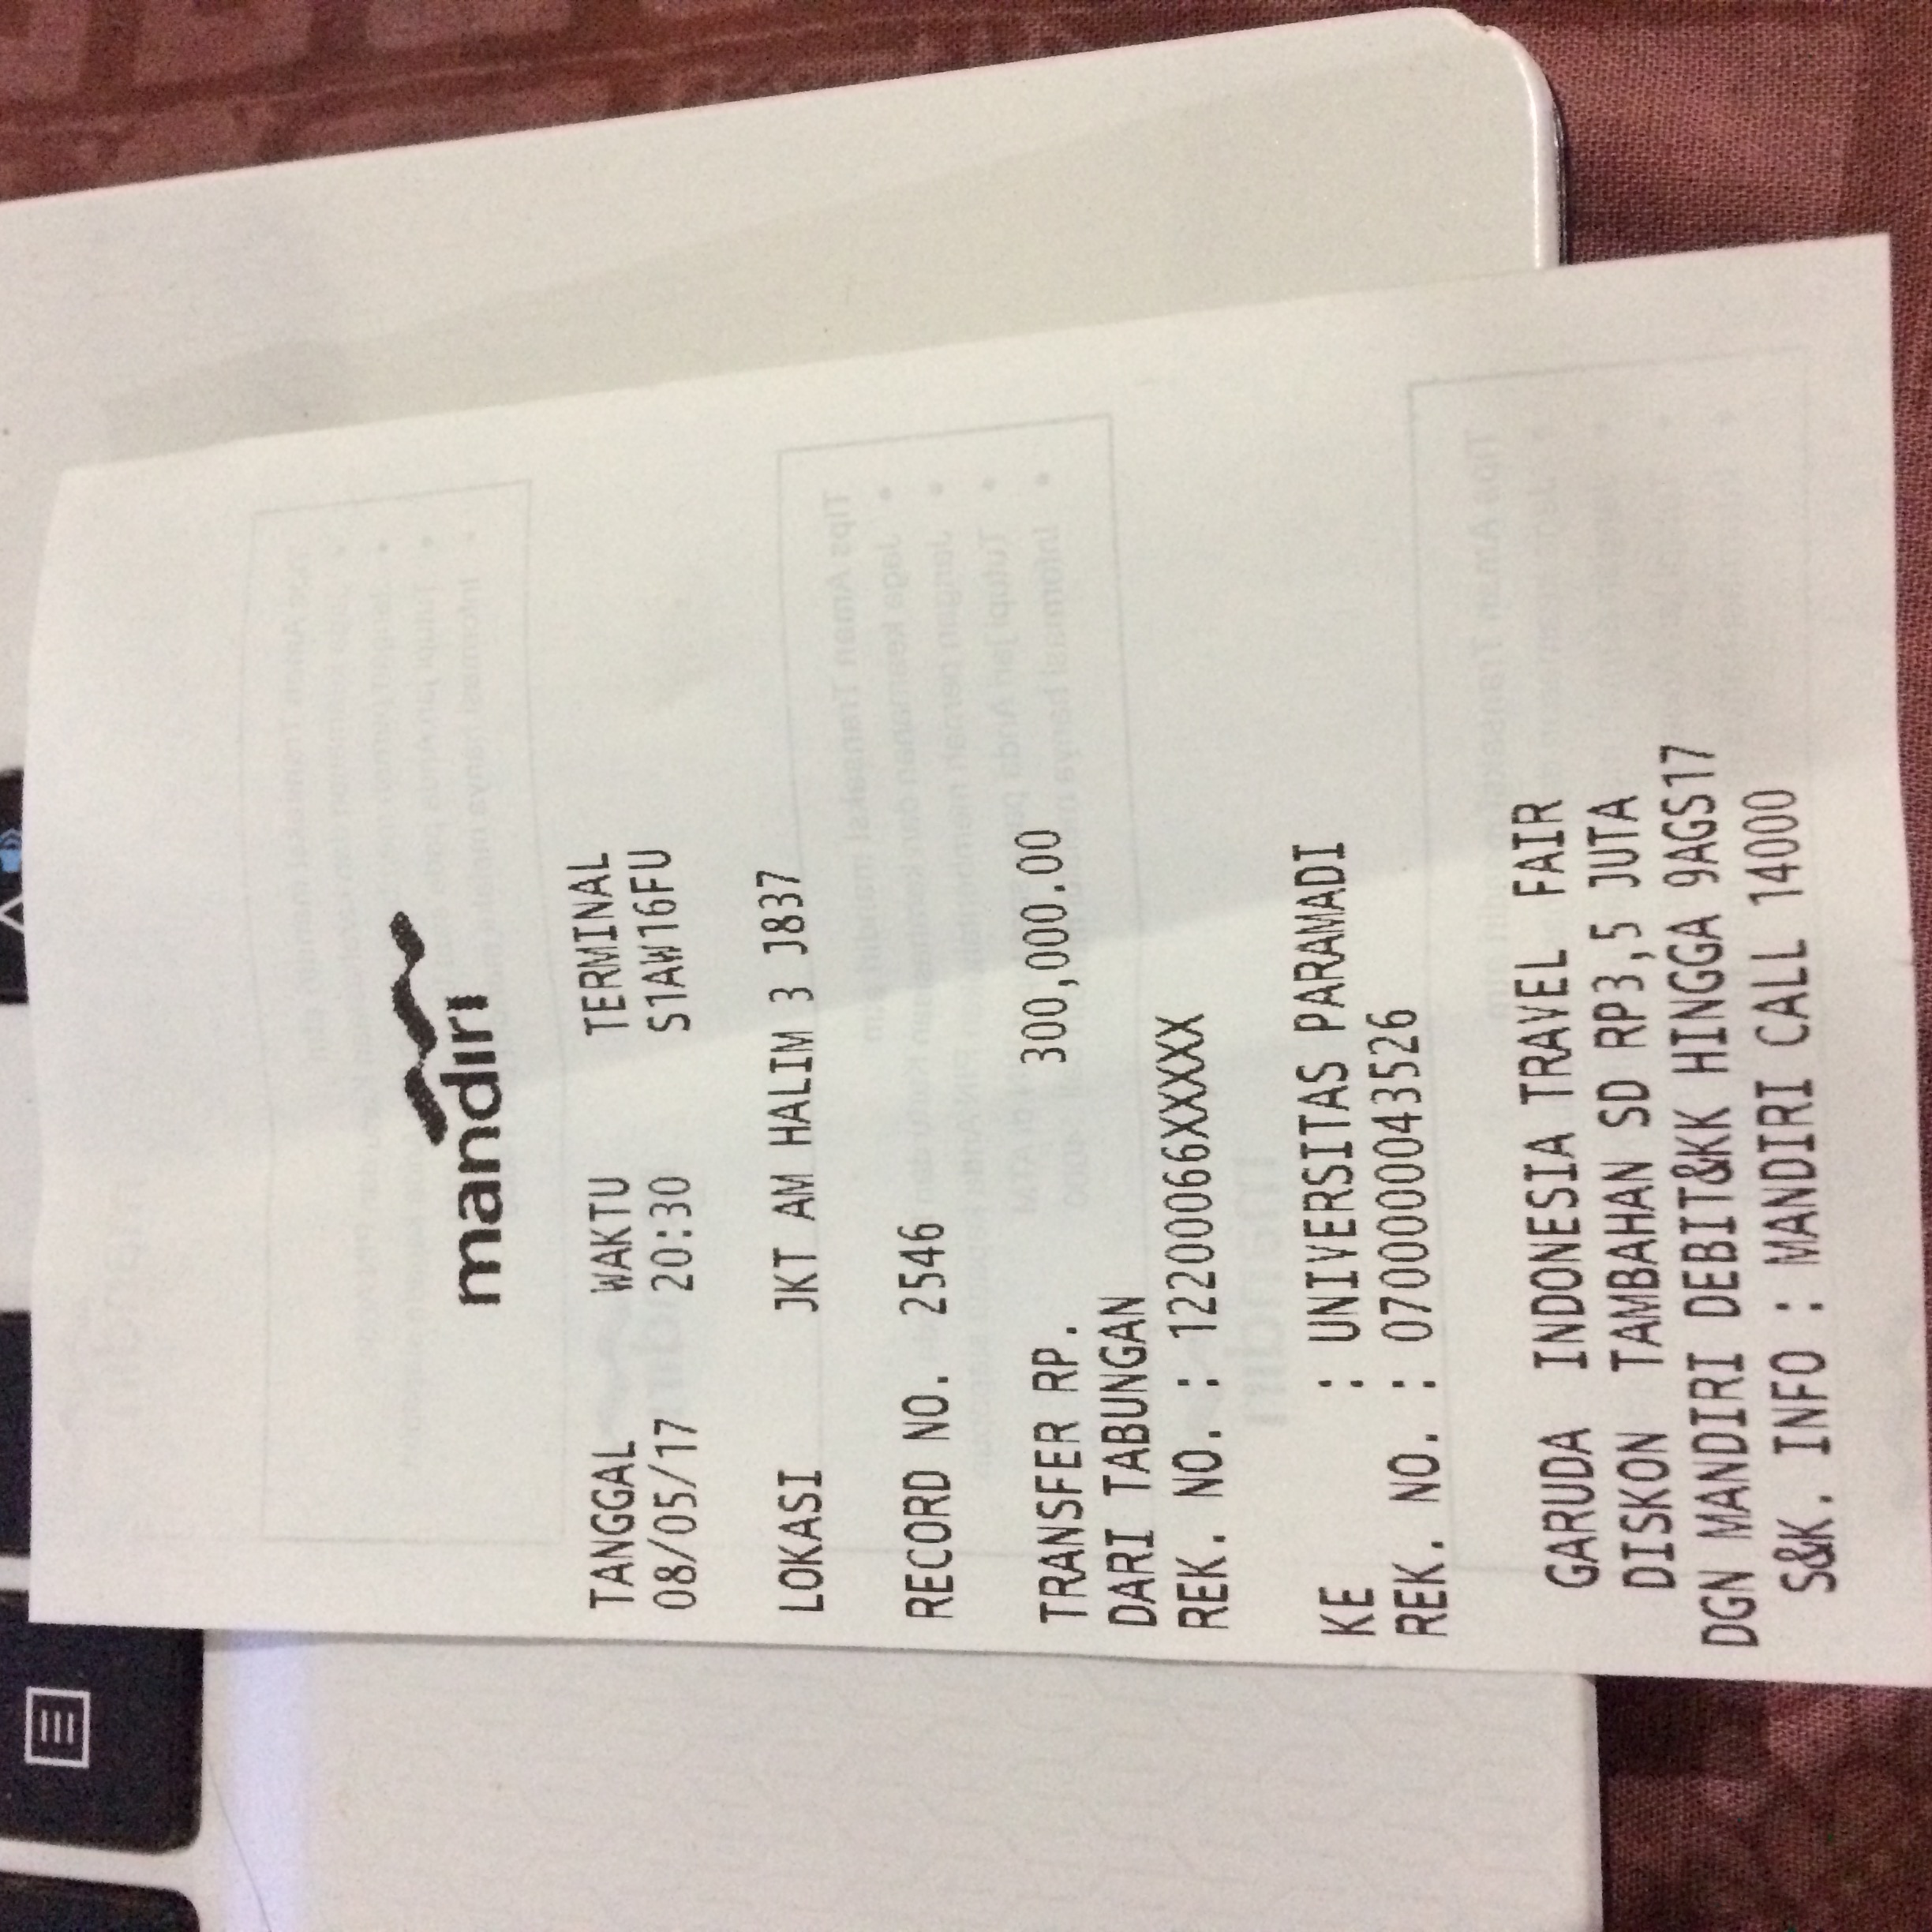 mandiri
TANGGAL WAKTU TERMINAL
08/05/17 20:30 S1AW16FU
LOKASI JKT AM HALIM 3 J837
RECORD NO. 2546
TRANSFER RP. 300,000.00
DARI TABUNGAN
REK. NO. : 12200066XXXXX
KE : UNIVERSITAS PARAMADI
REK. NO. : 0700000043526
GARUDA INDONESIA TRAVEL FAIR
DISKON TAMBAHAN SD RP3,5 JUTA
DGN MANDIRI DEBIT&KK HINGGA 9AGS17
S&K. INFO : MANDIRI CALL 14000